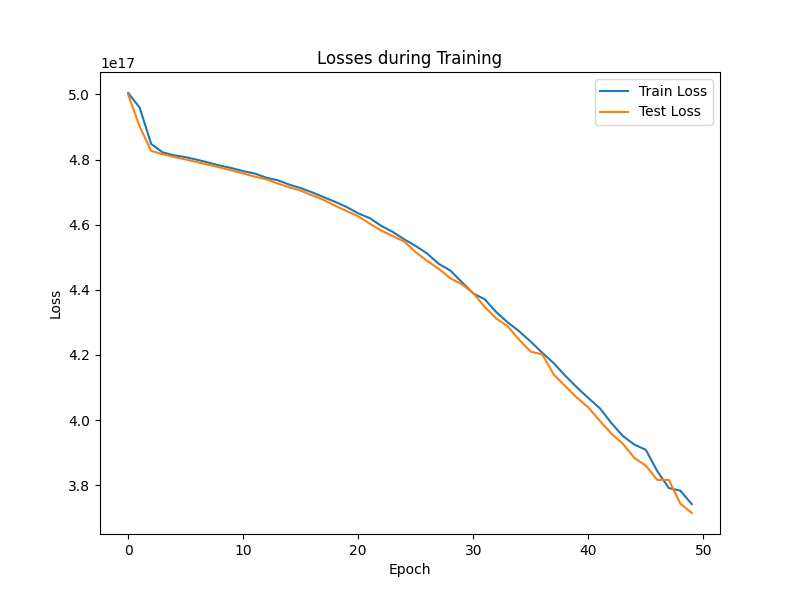 Losses during Training
1e17
Train Loss
Test Loss
5.0
4.8
4.6
4.4
4.2
4.0
3.8
Loss
0 10 20 30 40 50
Epoch